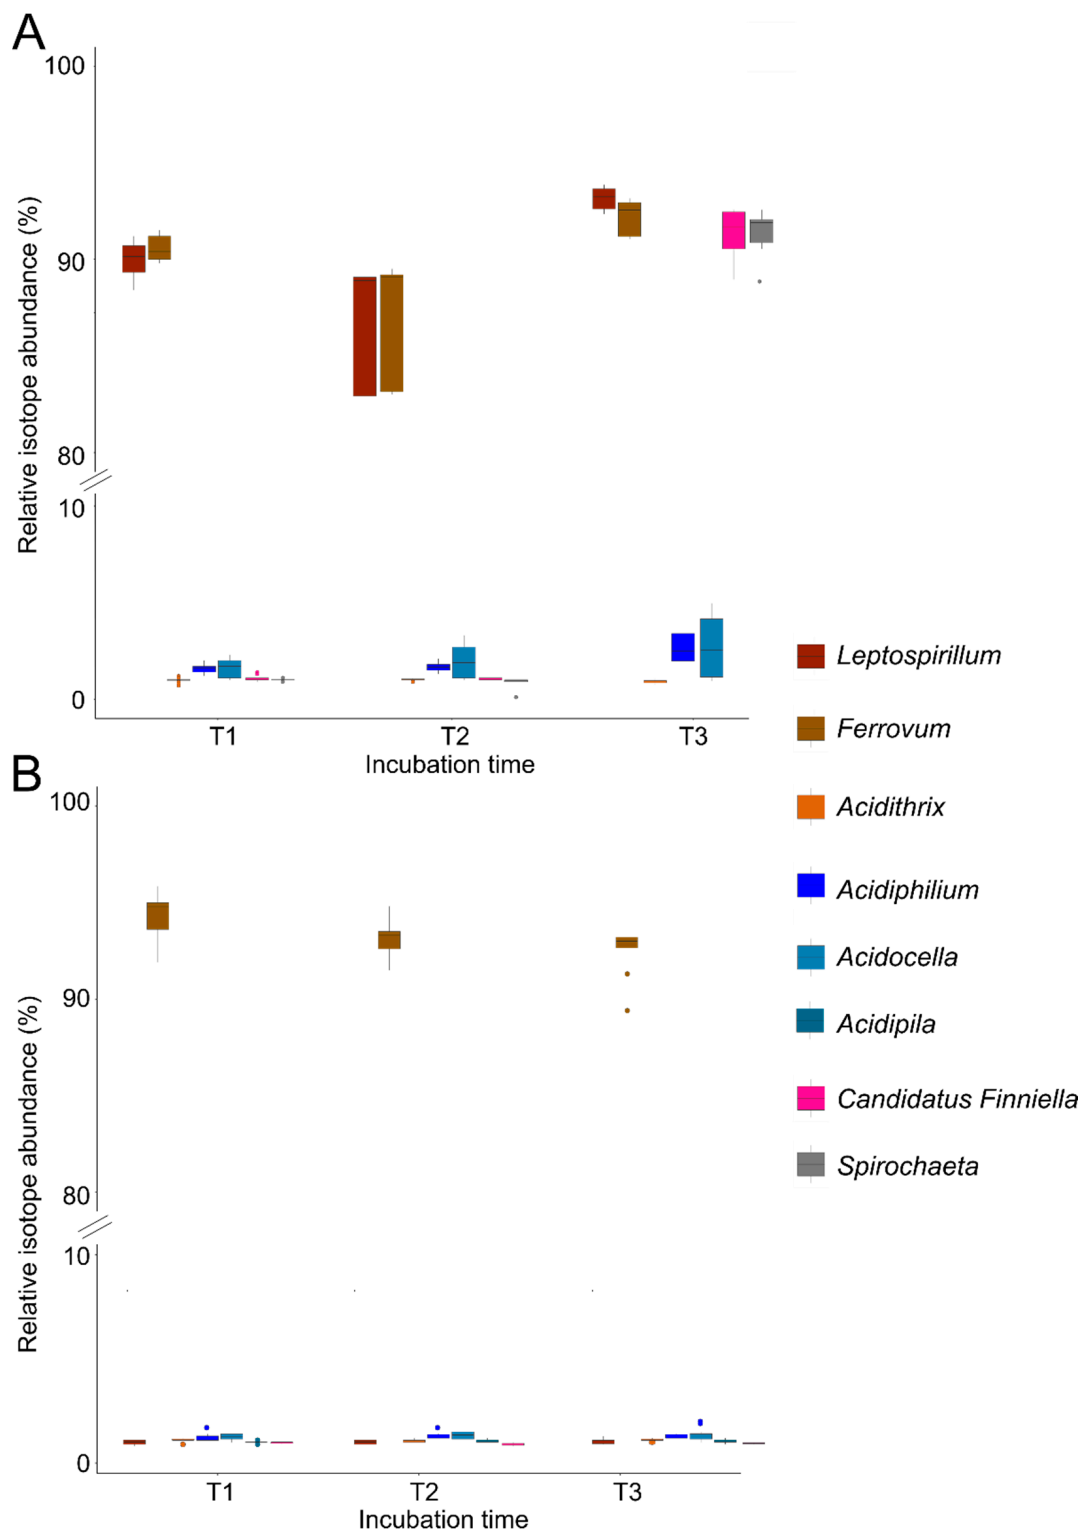 A
100
90
80
10
0
Relative isotope abundance (%)
T1
T2
T3
Incubation time
Leptospirillum
Ferrovum
Acidithrix
Acidiphilium
Acidocella
Acidipila
Candidatus Finniella
Spirochaeta
B
100
90
80
10
0
Relative isotope abundance (%)
T1
T2
T3
Incubation time